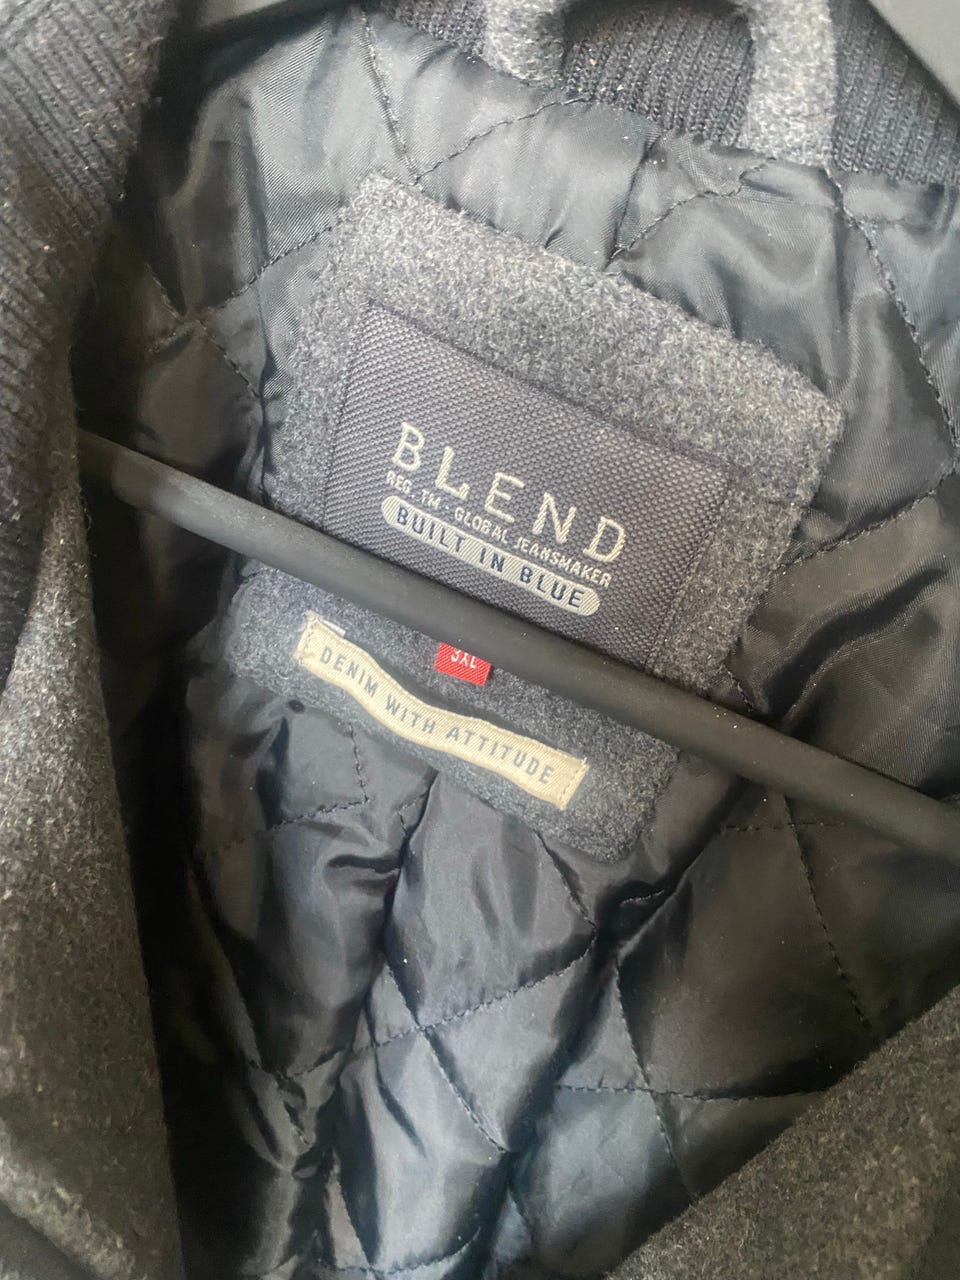 BLEND
REG. TM - GLOBAL JEANSMAKER
BUILT IN BLUE
3XL
DENIM WITH ATTITUDE